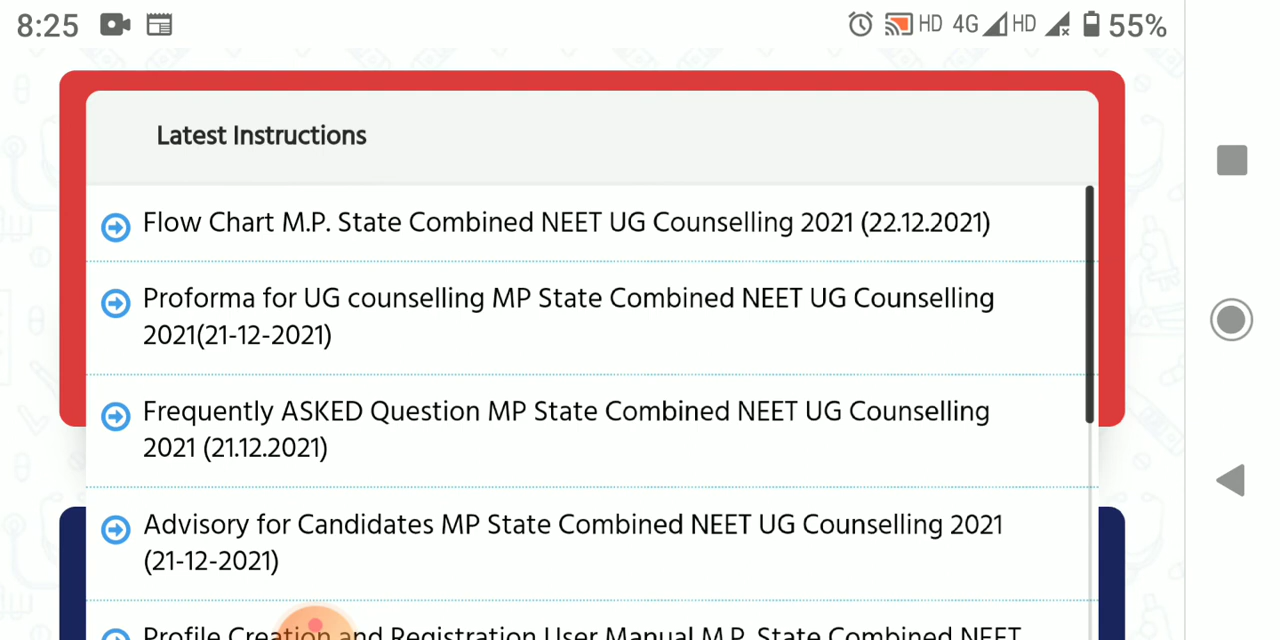 8:25 HD 4G HD 55%
Latest Instructions
Flow Chart M.P. State Combined NEET UG Counselling 2021 (22.12.2021)
Proforma for UG counselling MP State Combined NEET UG Counselling
2021(21-12-2021)
Frequently ASKED Question MP State Combined NEET UG Counselling
2021 (21.12.2021)
Advisory for Candidates MP State Combined NEET UG Counselling 2021
(21-12-2021)
Profile Creation and Registration User Manual M.P. State Combined NEET